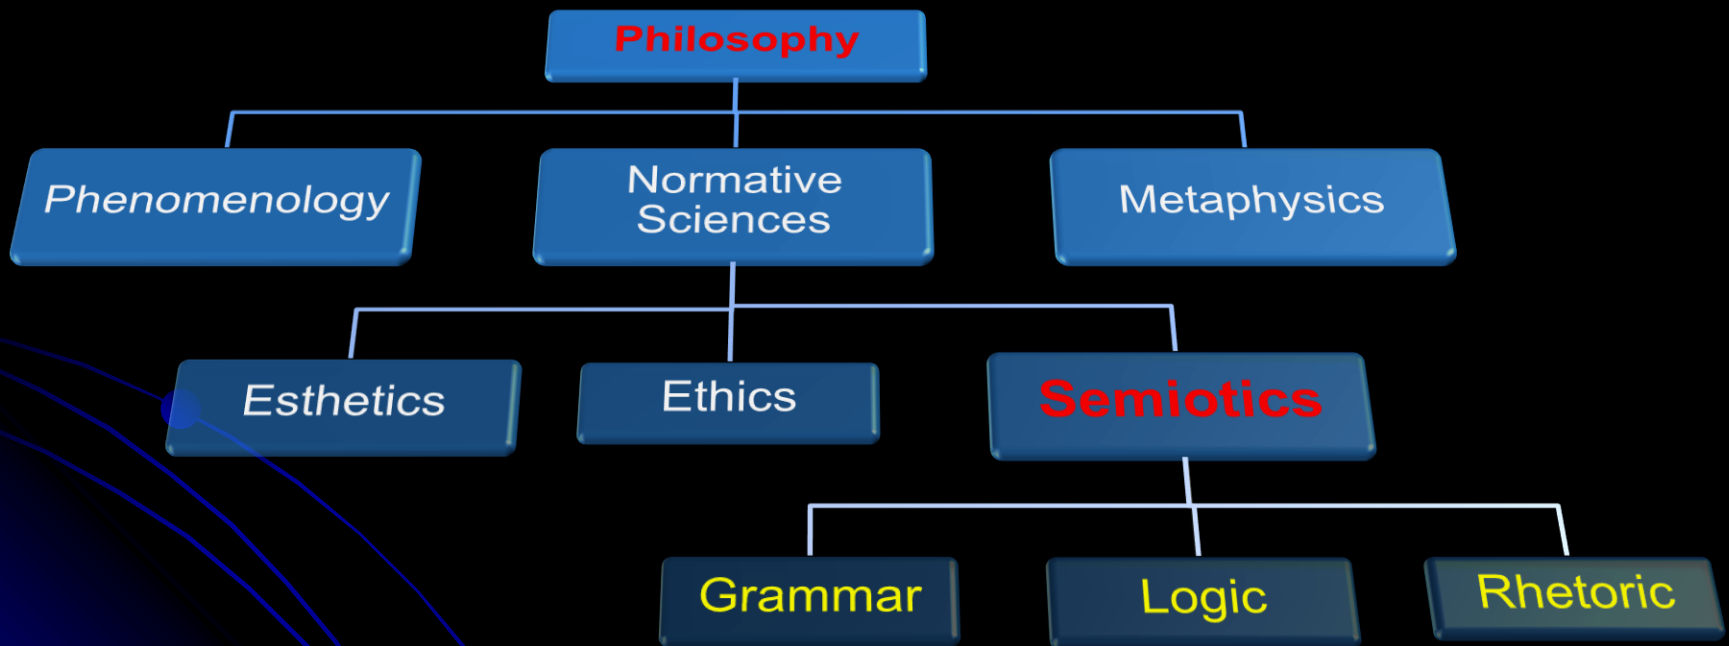 Philosophy
Phenomenology
Normative
Sciences
Metaphysics
Esthetics
Ethics
Semiotics
Grammar
Logic
Rhetoric